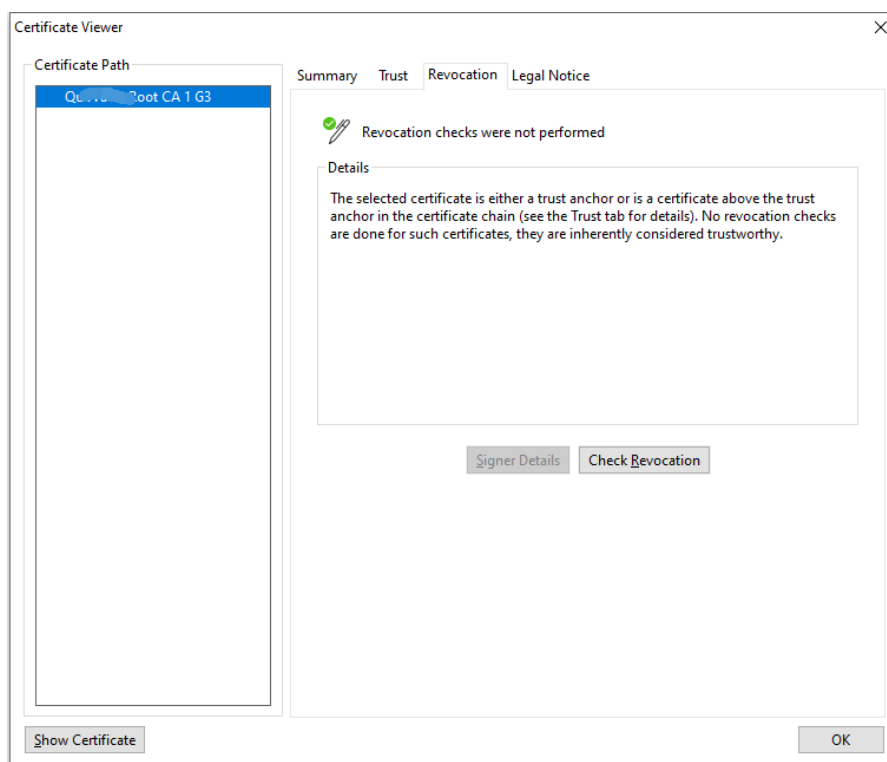 Certificate Viewer
Certificate Path
Root CA 1 G3
Summary Trust Revocation Legal Notice
Revocation checks were not performed
Details
The selected certificate is either a trust anchor or is a certificate above the trust
anchor in the certificate chain (see the Trust tab for details). No revocation checks
are done for such certificates, they are inherently considered trustworthy.
Signer Details Check Revocation
Show Certificate OK